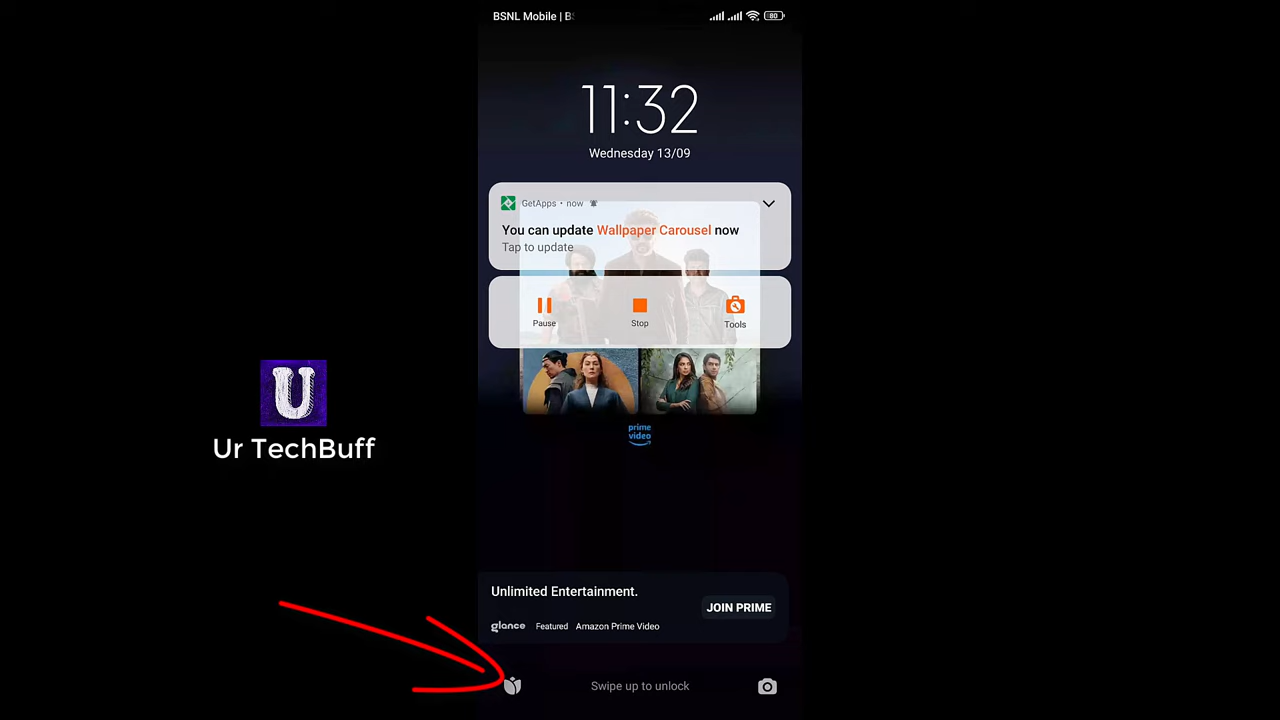 BSNL Mobile | B
80
11:32
Wednesday 13/09
GetApps • now
You can update Wallpaper Carousel now
Tap to update
Pause
Stop
Tools
U
Ur TechBuff
prime
video
Unlimited Entertainment.
JOIN PRIME
glance Featured Amazon Prime Video
Swipe up to unlock